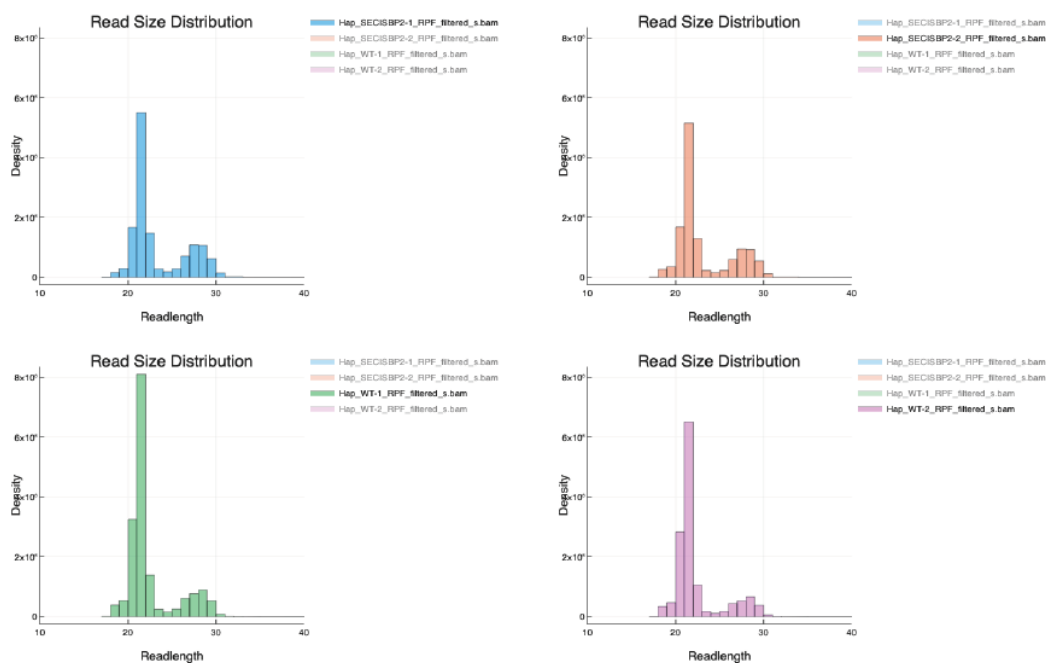 Read Size Distribution
Hap_SECISBP2-1_RPF_filtered_s.bam
Hap_SECISBP2-2_RPF_filtered_s.bam
Hap_WT-1_RPF_filtered_s.bam
Hap_WT-2_RPF_filtered_s.bam
Density
0
10 20 30 40
Readlength
Read Size Distribution
Hap_SECISBP2-1_RPF_filtered_s.bam
Hap_SECISBP2-2_RPF_filtered_s.bam
Hap_WT-1_RPF_filtered_s.bam
Hap_WT-2_RPF_filtered_s.bam
Density
0
10 20 30 40
Readlength
Read Size Distribution
Hap_SECISBP2-1_RPF_filtered_s.bam
Hap_SECISBP2-2_RPF_filtered_s.bam
Hap_WT-1_RPF_filtered_s.bam
Hap_WT-2_RPF_filtered_s.bam
Density
0
10 20 30 40
Readlength
Read Size Distribution
Hap_SECISBP2-1_RPF_filtered_s.bam
Hap_SECISBP2-2_RPF_filtered_s.bam
Hap_WT-1_RPF_filtered_s.bam
Hap_WT-2_RPF_filtered_s.bam
Density
0
10 20 30 40
Readlength